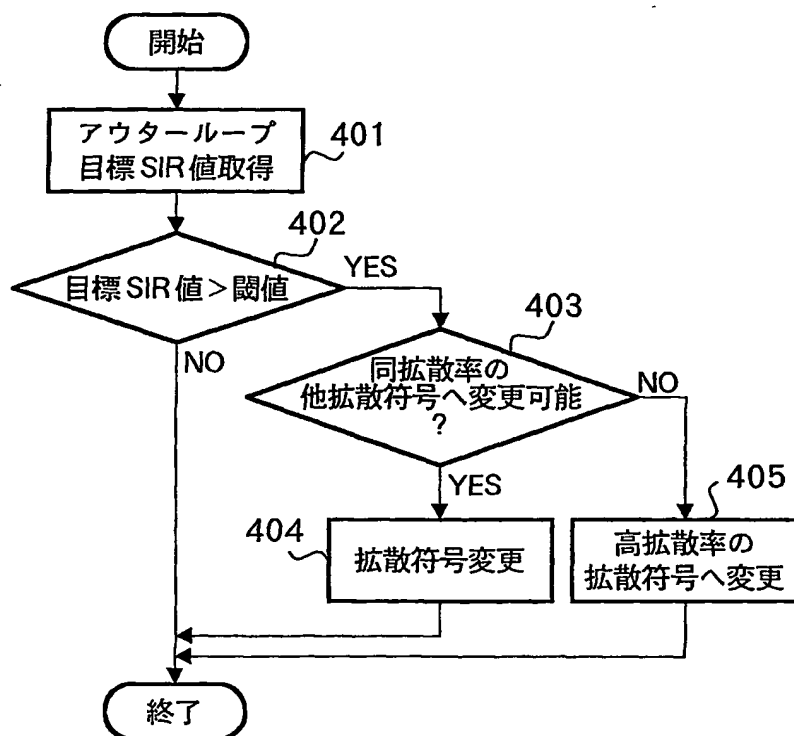 開始
アウターループ
目標SIR値取得
401
402
目標SIR値>閾値
YES
NO
403
同拡散率の
他拡散符号へ変更可能
?
NO
YES
404
拡散符号変更
405
高拡散率の
拡散符号へ変更
終了